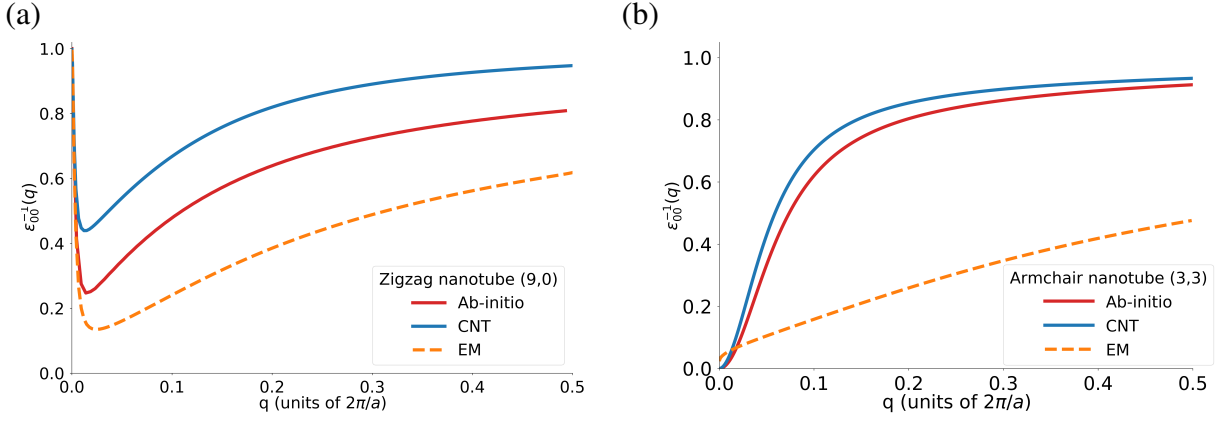 (a)
1.0
0.8
0.6
0.4
0.2
0.0
ε₀₀⁻¹(q)
0.0 0.1 0.2 0.3 0.4 0.5
q (units of 2π/a)
Zigzag nanotube (9,0)
Ab-initio
CNT
EM
(b)
1.0
0.8
0.6
0.4
0.2
0.0
ε₀₀⁻¹(q)
0.0 0.1 0.2 0.3 0.4 0.5
q (units of 2π/a)
Armchair nanotube (3,3)
Ab-initio
CNT
EM